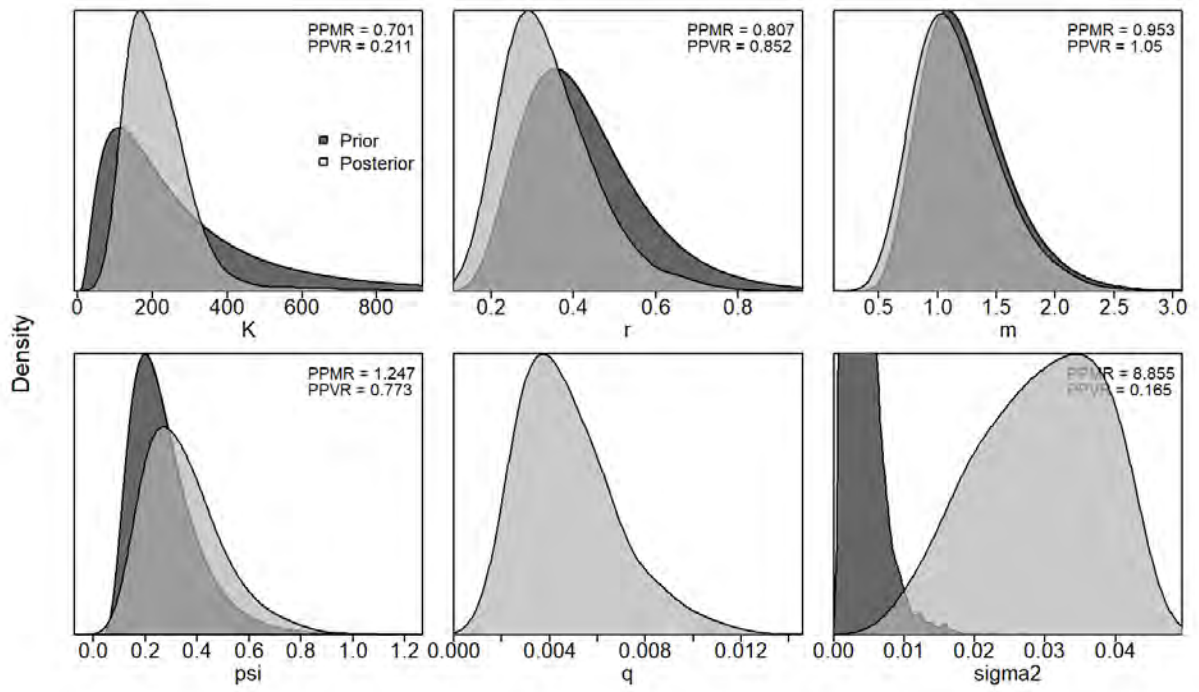 PPMR = 0.701
PPVR = 0.211
Prior
Posterior
0 200 400 600 800
K
PPMR = 0.807
PPVR = 0.852
0.2 0.4 0.6 0.8
r
PPMR = 0.953
PPVR = 1.05
0.5 1.0 1.5 2.0 2.5 3.0
m
Density
PPMR = 1.247
PPVR = 0.773
0.0 0.2 0.4 0.6 0.8 1.0 1.2
psi
0.000 0.004 0.008 0.012
q
PPMR = 8.855
PPVR = 0.165
0.00 0.01 0.02 0.03 0.04
sigma2